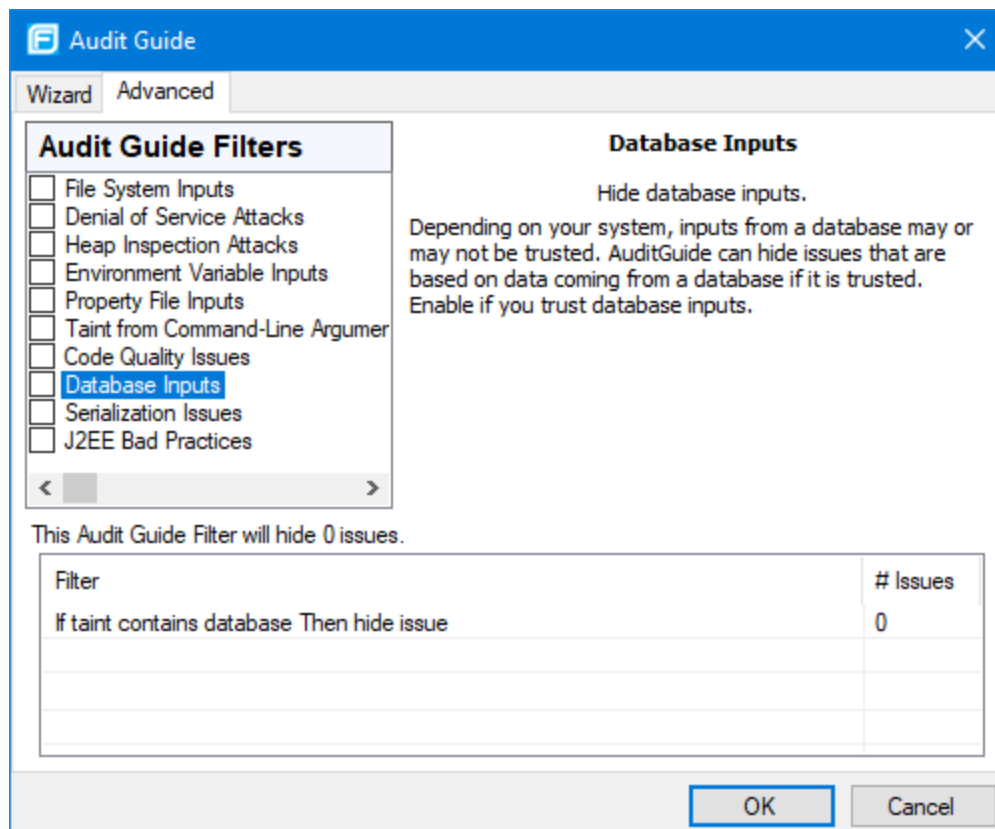 Audit Guide
Wizard
Advanced
Audit Guide Filters
File System Inputs
Denial of Service Attacks
Heap Inspection Attacks
Environment Variable Inputs
Property File Inputs
Taint from Command-Line Argumer
Code Quality Issues
Database Inputs
Serialization Issues
J2EE Bad Practices
Database Inputs
Hide database inputs.
Depending on your system, inputs from a database may or
may not be trusted. AuditGuide can hide issues that are
based on data coming from a database if it is trusted.
Enable if you trust database inputs.
This Audit Guide Filter will hide 0 issues.
Filter # Issues
If taint contains database Then hide issue 0
OK Cancel